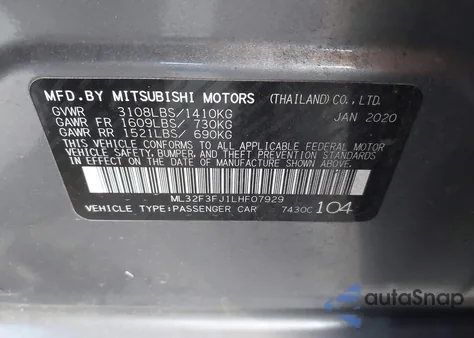 MFD.BY MITSUBISHI MOTORS (THAILAND)CO.,LTD.
GVWR 3108LBS/1410KG JAN 2020
GAWR FR 1609LBS/ 730KG
GAWR RR 1521LBS/ 690KG
THIS VEHICLE CONFORMS TO ALL APPLICABLE FEDERAL MOTOR
VEHICLE SAFETY,BUMPER,AND THEFT PREVENTION STANDARDS
IN EFFECT ON THE DATE OF MANUFACTURE SHOWN ABOVE.
ML32F3FJ1LHF07929
VEHICLE TYPE:PASSENGER CAR 7430C 104
autoSnap